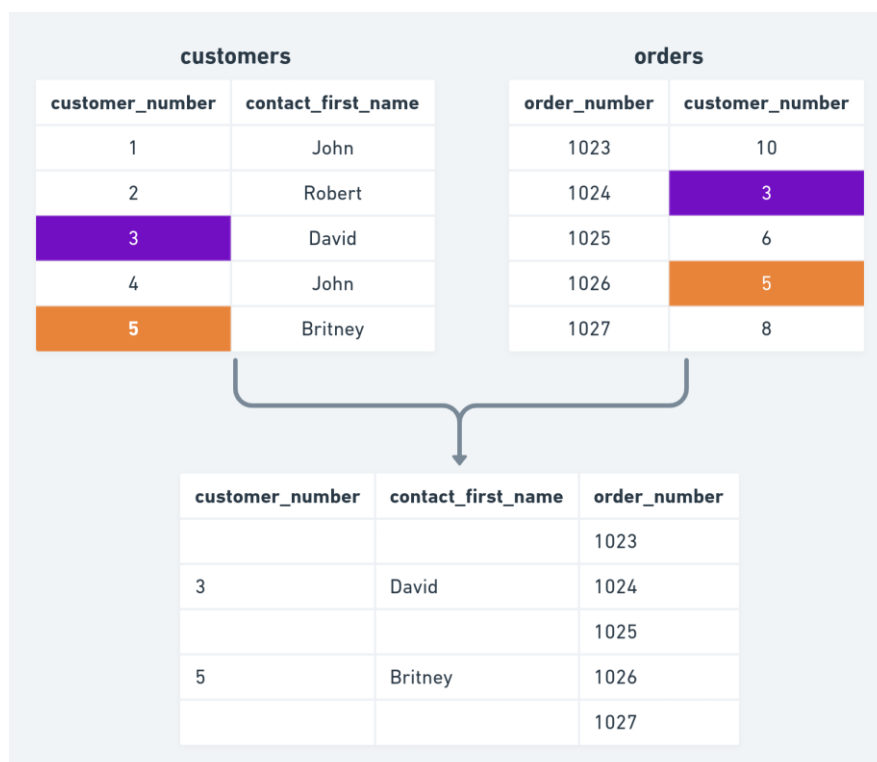 customers orders
customer_number contact_first_name order_number customer_number
1 John 1023 10
2 Robert 1024 3
3 David 1025 6
4 John 1026 5
5 Britney 1027 8
customer_number contact_first_name order_number
1023
3 David 1024
1025
5 Britney 1026
1027